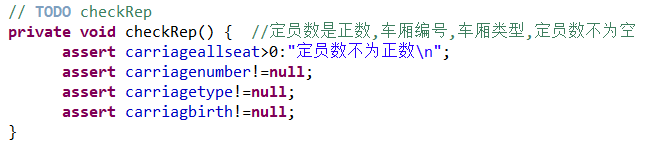 // TODO checkRep
private void checkRep() {  //定员数是正数,车厢编号,车厢类型,定员数不为空
assert carriageallseat>0:"定员数不为正数\n";
assert carriagenumber!=null;
assert carriagetype!=null;
assert carriagbirth!=null;
}